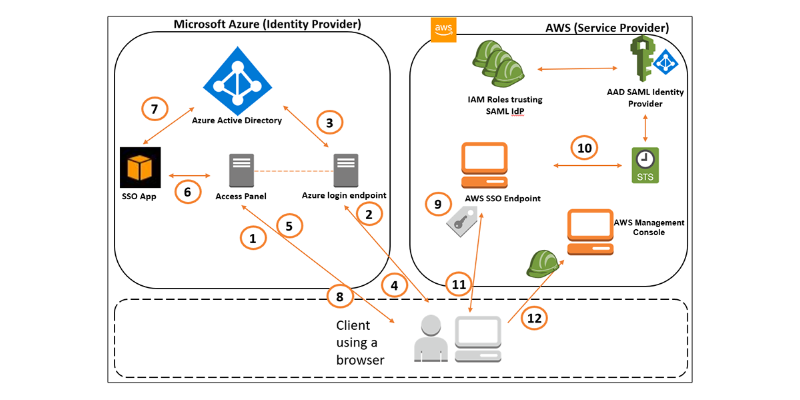 Microsoft Azure (Identity Provider)
aws
AWS (Service Provider)
7
Azure Active Directory
3
IAM Roles trusting
SAML IdP
AAD SAML Identity
Provider
SSO App
6
Access Panel
Azure login endpoint
10
STS
AWS SSO Endpoint
9
2
5
1
AWS Management
Console
4
11
8
12
Client
using a
browser